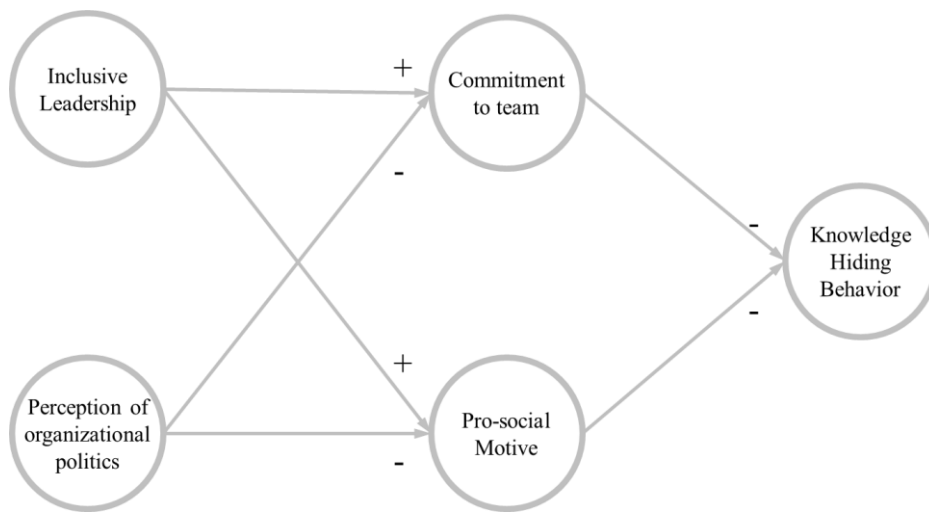 Inclusive
Leadership
+
Commitment
to team
-
-
Knowledge
Hiding
Behavior
-
+
Perception of
organizational
politics
Pro-social
Motive
-